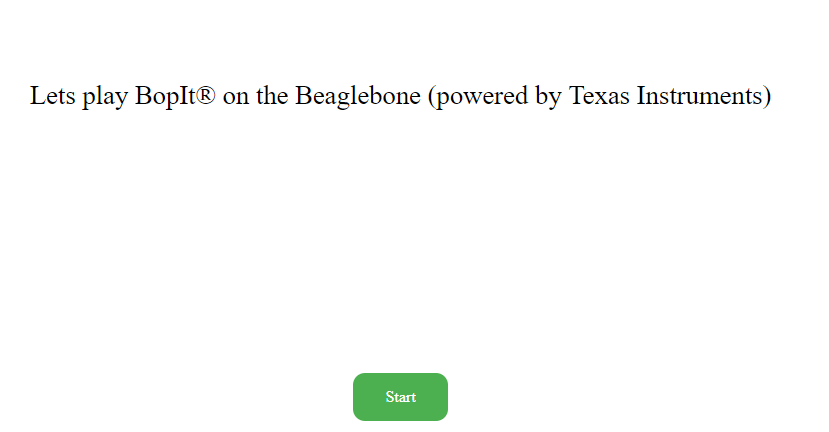 Lets play BopIt® on the Beaglebone (powered by Texas Instruments)
Start